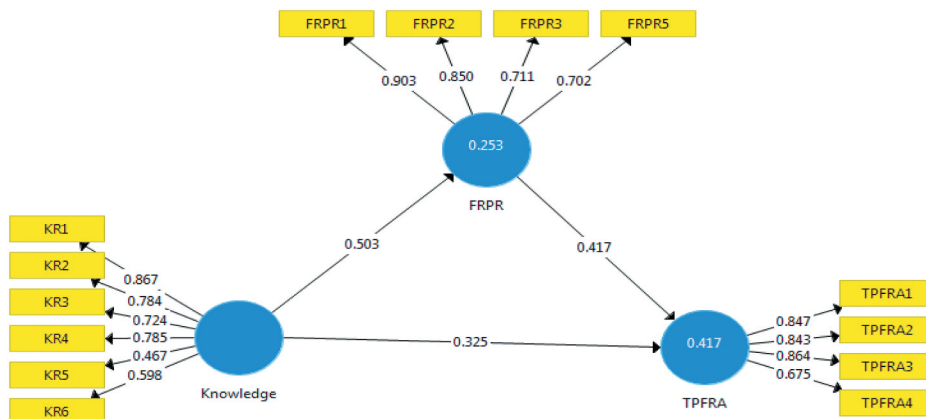 FRPR1 FRPR2 FRPR3 FRPR5
0.903 0.850 0.711 0.702
0.253
FRPR
KR1
KR2
KR3
KR4
KR5
KR6
0.867
0.784
0.724
0.785
0.467
0.598
Knowledge
0.503
0.417
0.325
0.417
TPFRA
0.847
0.843
0.864
0.675
TPFRA1
TPFRA2
TPFRA3
TPFRA4